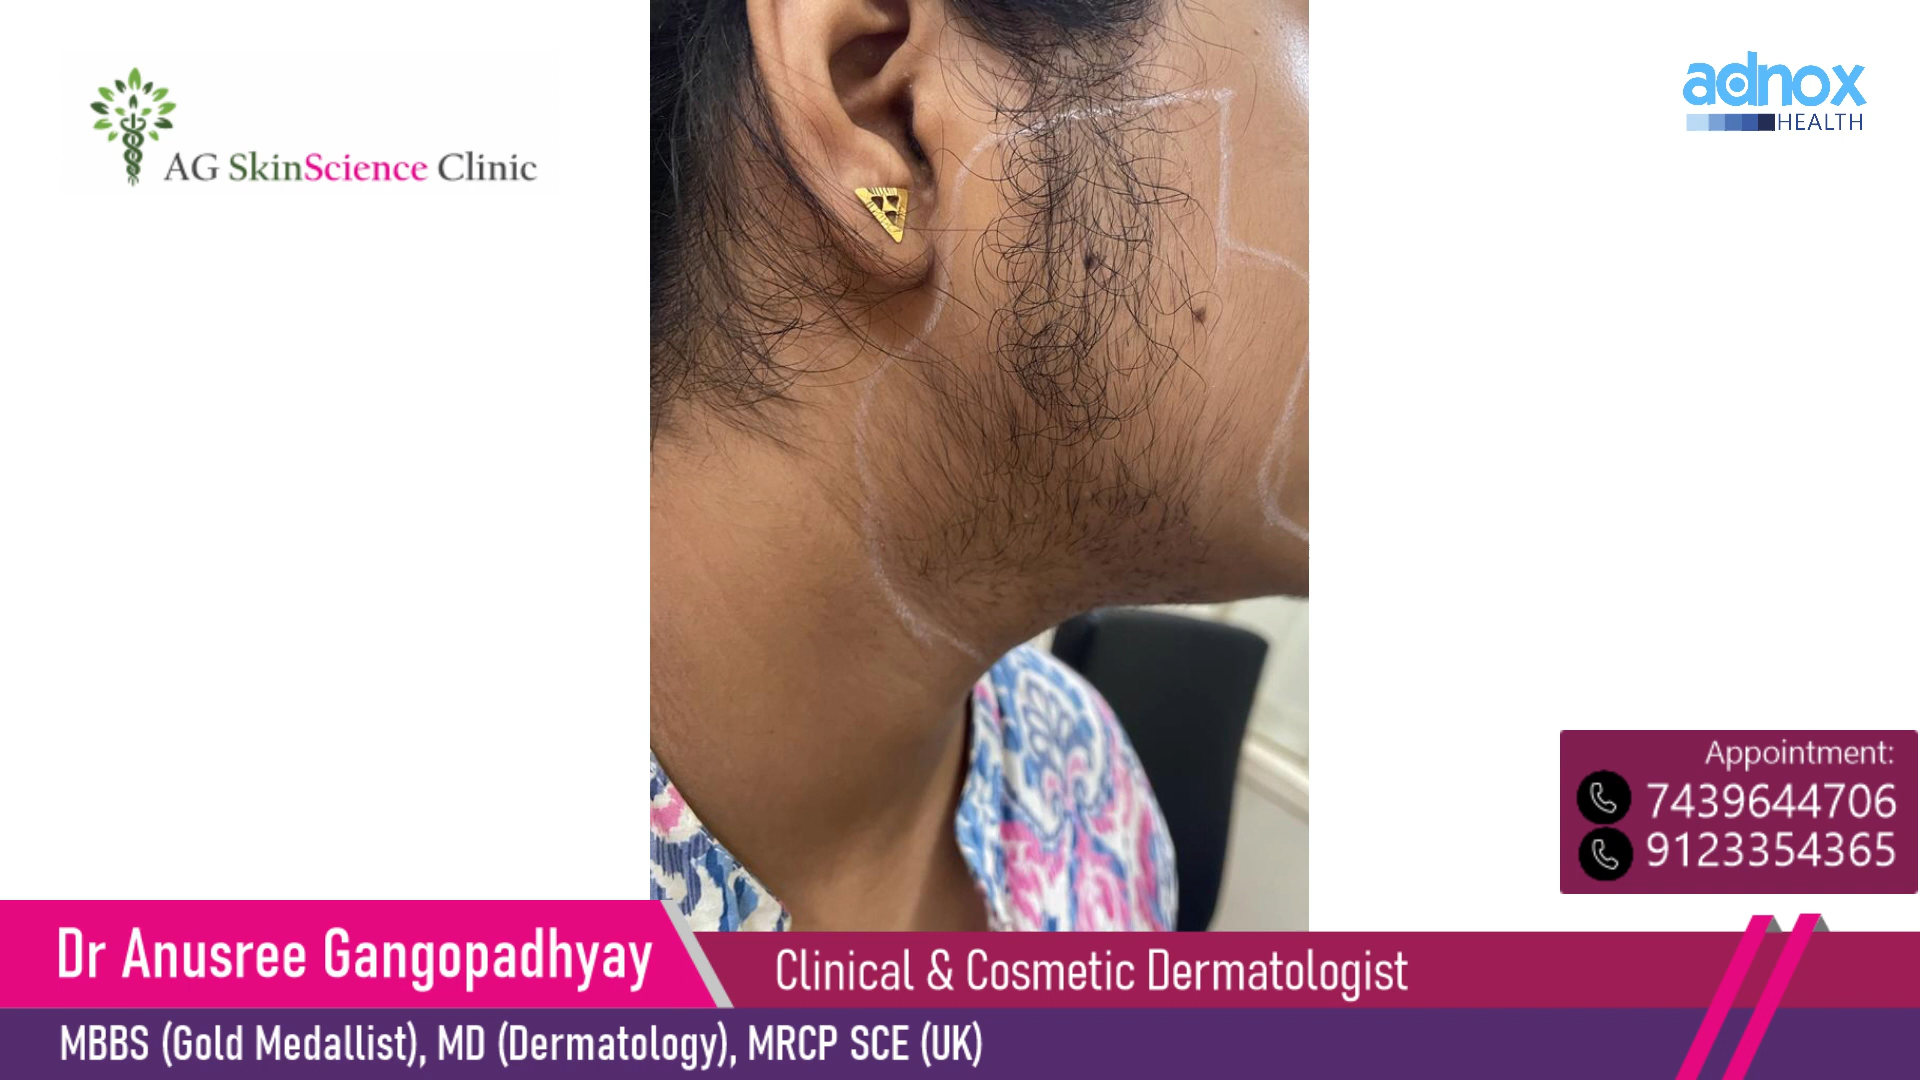 AG SkinScience Clinic
adnox
HEALTH
Appointment:
7439644706
9123354365
Dr Anusree Gangopadhyay
Clinical & Cosmetic Dermatologist
MBBS (Gold Medallist), MD (Dermatology), MRCP SCE (UK)